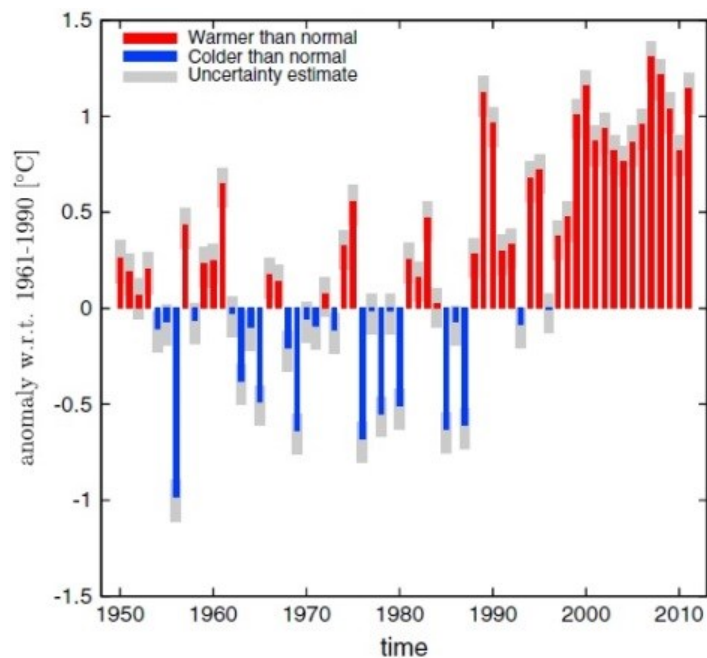 1.5
Warmer than normal
Colder than normal
Uncertainty estimate
1
0.5
0
-0.5
-1
-1.5
anomaly w.r.t. 1961-1990 [°C]
1950 1960 1970 1980 1990 2000 2010
time